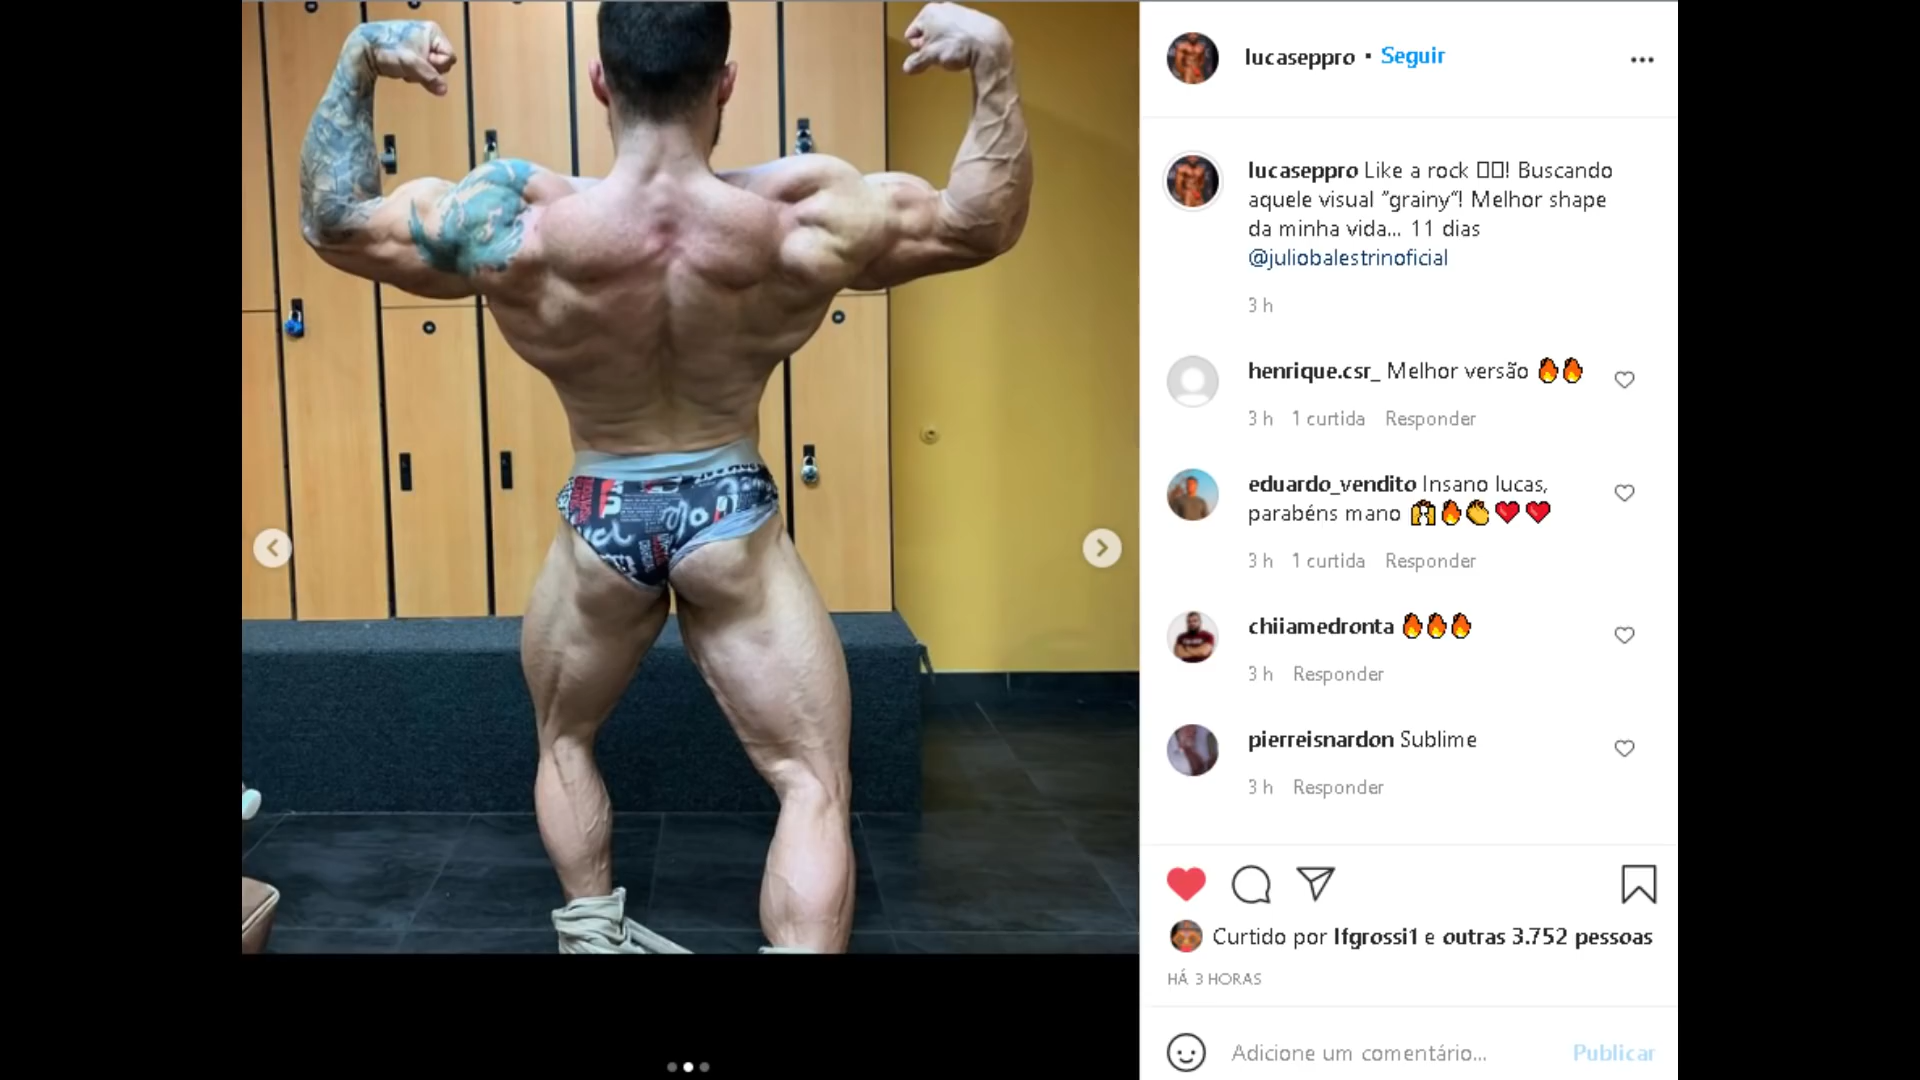 lucaseppro • Seguir
lucaseppro Like a rock! Buscando
aquele visual "grainy"! Melhor shape
da minha vida... 11 dias
@juliobalestrinoficial
3 h
henrique.csr_ Melhor versão 🔥🔥
3 h 1 curtida Responder
eduardo_vendito Insano lucas,
parabéns mano 🙌🔥👏❤️❤️
3 h 1 curtida Responder
chiiamedronta 🔥🔥🔥
3 h Responder
pierreisnardon Sublime
3 h Responder
Curtido por lfgrossi1 e outras 3.752 pessoas
HÁ 3 HORAS
Adicione um comentário... Publicar